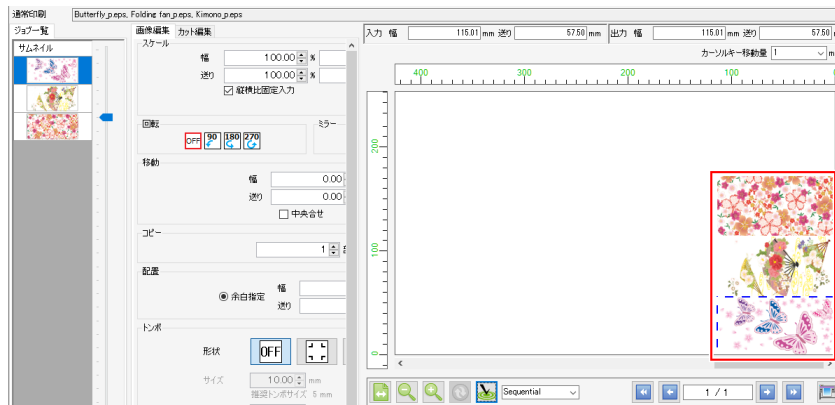 通常印刷 Butterfly_p.eps, Folding fan_p.eps, Kimono_p.eps
ジョブ一覧
サムネイル
画像編集 カット編集
スケール
幅 100.00 %
送り 100.00 %
縦横比固定入力
回転
OFF 90 180 270
ミラー
移動
幅 0.00
送り 0.00
中央合せ
コピー
1
配置
余白指定
幅
送り
トンボ
形状 OFF
サイズ 10.00 mm
推奨トンボサイズ 5 mm
入力 幅 115.01 mm 送り 57.50 mm
出力 幅 115.01 mm 送り 57.50
カーソルキー移動量 1 m
400 300 200 100 0
200
100
0
Sequential
1 / 1